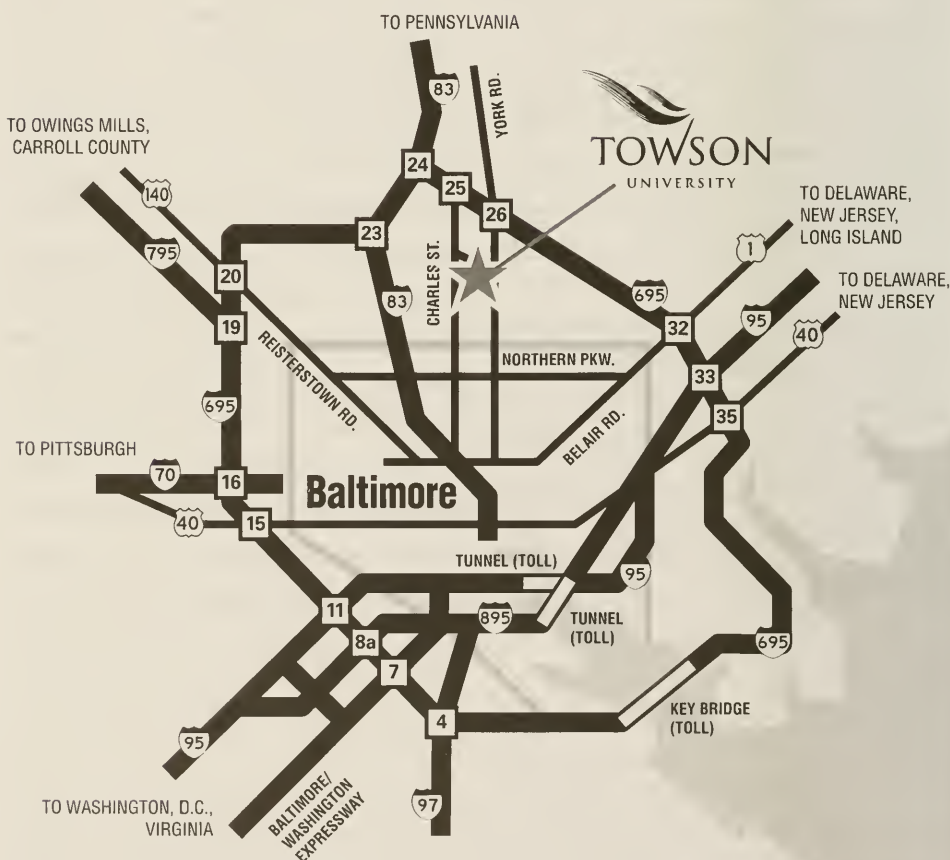 TO PENNSYLVANIA
83
YORK RD.
TOWSON
UNIVERSITY
TO OWINGS MILLS,
CARROLL COUNTY
140
795
24
25
26
23
20
19
CHARLES ST.
83
TO DELAWARE,
NEW JERSEY,
LONG ISLAND
1
695
32
TO DELAWARE,
NEW JERSEY
95
40
33
35
REISTERSTOWN RD.
NORTHERN PKW.
BELAIR RD.
695
TO PITTSBURGH
70
16
Baltimore
40
15
TUNNEL (TOLL)
95
11
895
TUNNEL
(TOLL)
8a
7
695
4
KEY BRIDGE
(TOLL)
95
TO WASHINGTON, D.C.,
VIRGINIA
BALTIMORE/
WASHINGTON
EXPRESSWAY
97